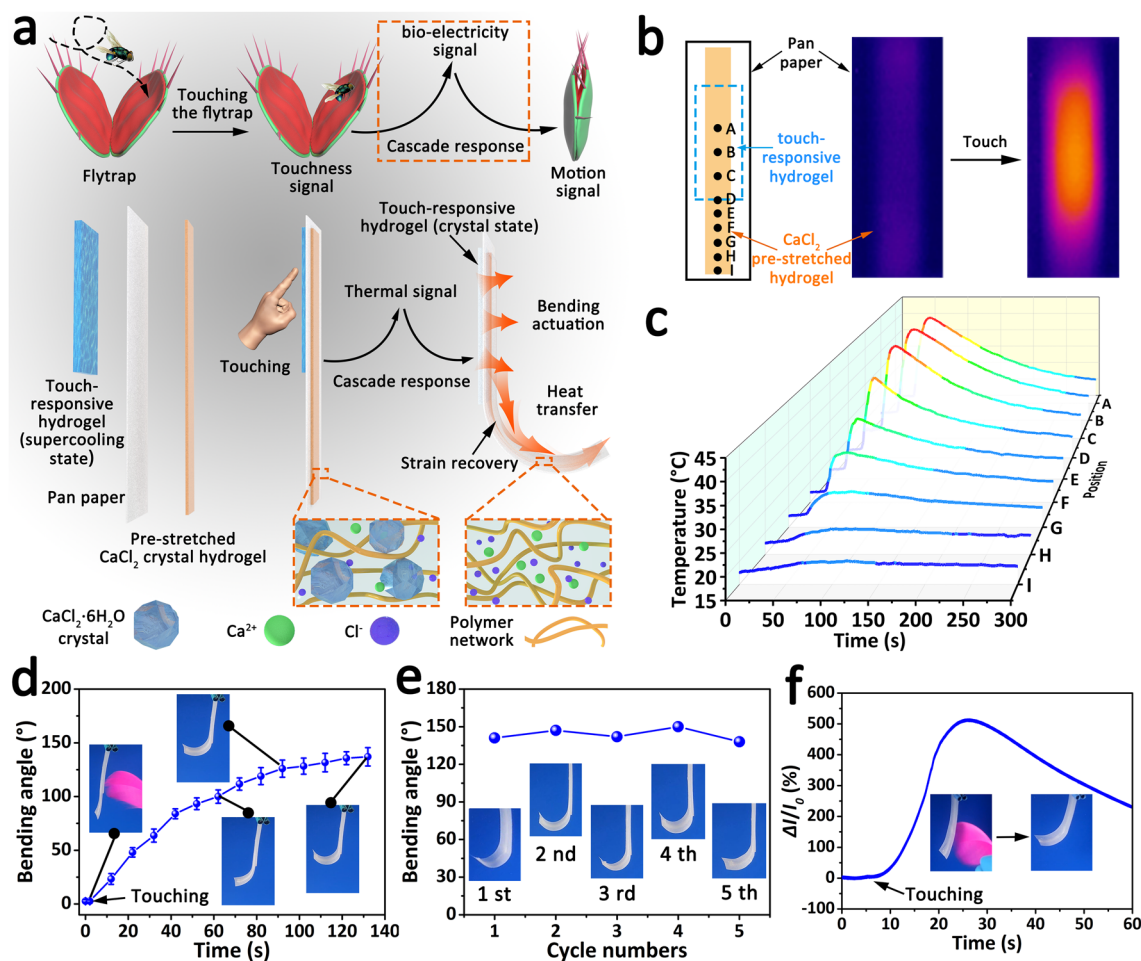 a
Touching
the flytrap
Flytrap
Touchness
signal
bio-electricity
signal
Cascade response
Motion
signal
Touch-responsive
hydrogel (crystal state)
Thermal signal
Touching
Cascade response
Bending
actuation
Heat
transfer
Strain recovery
Touch-
responsive
hydrogel
(supercooling
state)
Pan paper
Pre-stretched
CaCl₂ crystal hydrogel
CaCl₂·6H₂O
crystal
Ca²⁺
Cl⁻
Polymer
network
b
Pan
paper
A
B
C
D
E
F
G
H
I
touch-
responsive
hydrogel
CaCl₂
pre-stretched
hydrogel
Touch
c
Temperature (°C)
45
40
35
30
25
20
15
0 50 100 150 200 250 300
Time (s)
A
B
C
D
E
F
G
H
I
Position
d
Bending angle (°)
200
150
100
50
0
Touching
0 20 40 60 80 100 120 140
Time (s)
e
Bending angle (°)
180
150
120
90
60
30
0
1 st
2 nd
3 rd
4 th
5 th
1 2 3 4 5
Cycle numbers
f
ΔI/I₀ (%)
600
500
400
300
200
100
0
-100
Touching
0 10 20 30 40 50 60
Time (s)